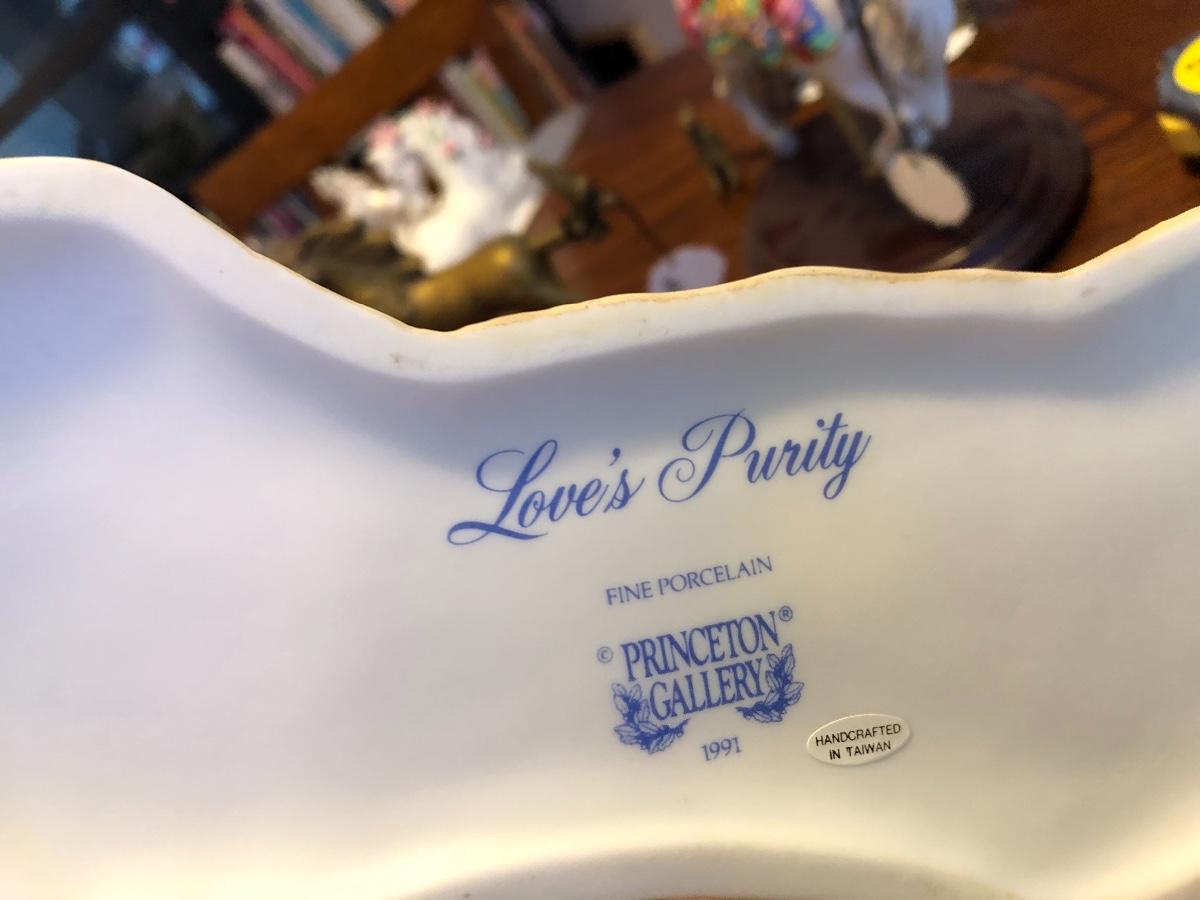 Love's Purity
FINE PORCELAIN
© PRINCETON ®
GALLERY
1991
HANDCRAFTED
IN TAIWAN